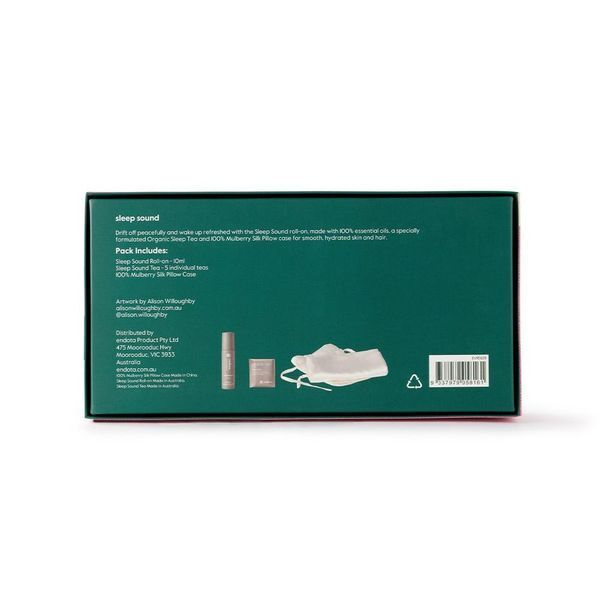 sleep sound
Drift off peacefully and wake up refreshed with the Sleep Sound roll-on, made with 100% essential oils, a specially
formulated Organic Sleep Tea and 100% Mulberry Silk Pillow case for smooth, hydrated skin and hair.
Pack Includes:
Sleep Sound Roll-on - 10ml
Sleep Sound Tea - 5 individual teas
100% Mulberry Silk Pillow Case
Artwork by Alison Willoughby
alisonwilloughby.com.au
@alison.willoughby
Distributed by
endota Product Pty Ltd
475 Moorooduc Hwy
Moorooduc, VIC 3933
Australia
endota.com.au
100% Mulberry Silk Pillow Case Made in China.
Sleep Sound Roll-on Made in Australia.
Sleep Sound Tea Made in Australia.
9 337979 058161